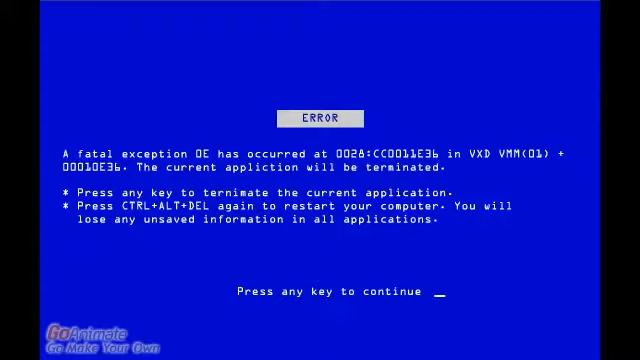 ERROR
A fatal exception 0E has occurred at 0028:CC0011E36 in VXD VMM(01) +
00010E36. The current appliction will be terminated.
* Press any key to ternimate the current application.
* Press CTRL+ALT+DEL again to restart your computer. You will
lose any unsaved information in all applications.
Press any key to continue _
GoAnimate
Go Make Your Own